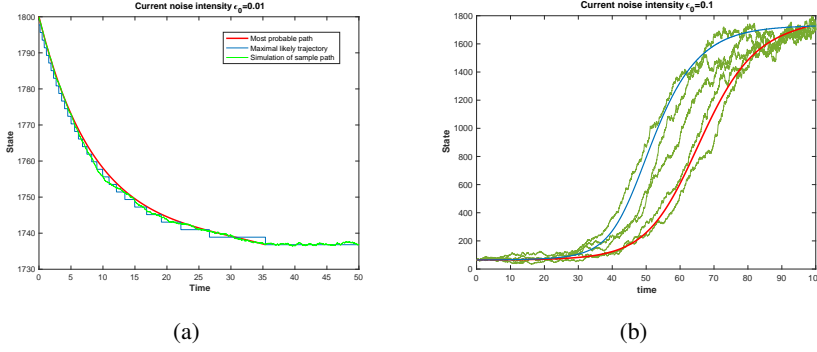 Current noise intensity ϵ₀=0.01
1800
1790
1780
1770
1760
1750
1740
1730
State
Most probable path
Maximal likely trajectory
Simulation of sample path
0 5 10 15 20 25 30 35 40 45 50
Time
(a)
Current noise intensity ϵ₀=0.1
1800
1600
1400
1200
1000
800
600
400
200
0
State
0 10 20 30 40 50 60 70 80 90 100
time
(b)